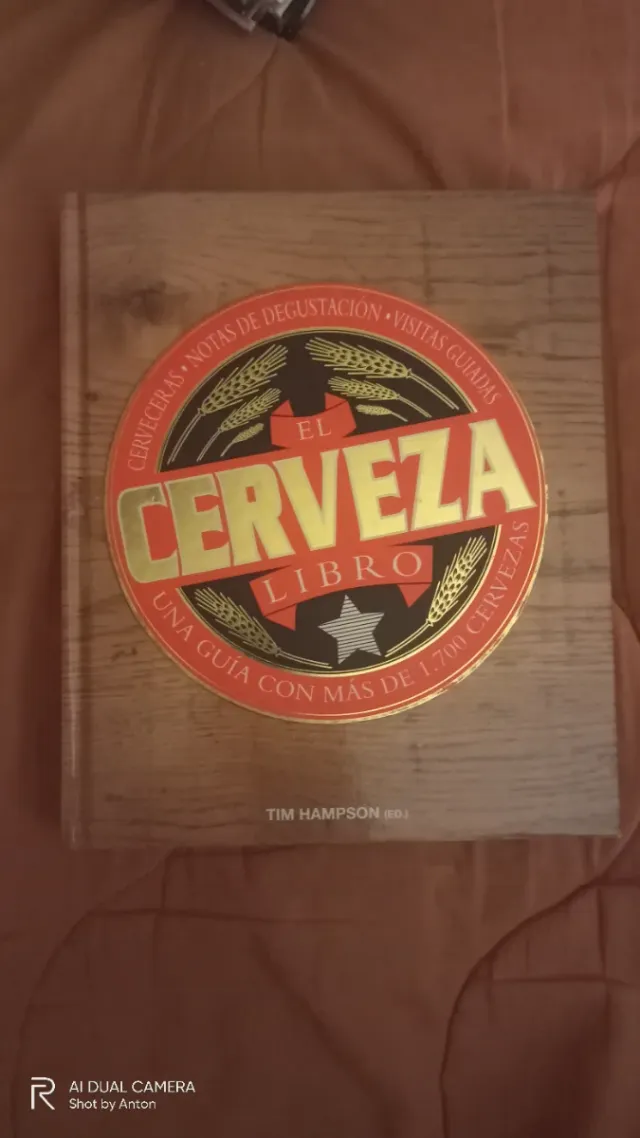 CERVECERAS • NOTAS DE DEGUSTACIÓN • VISITAS GUIADAS
EL
CERVEZA
LIBRO
UNA GUÍA CON MÁS DE 1.700 CERVEZAS
TIM HAMPSON (ED.)
AI DUAL CAMERA
Shot by Anton